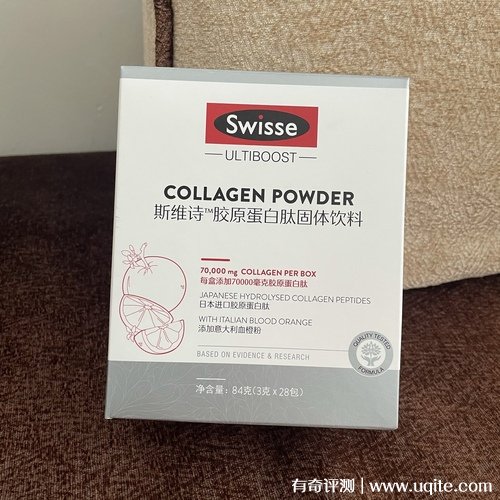 Swisse
ULTIBOOST
COLLAGEN POWDER
斯维诗™胶原蛋白肽固体饮料
70,000 mg COLLAGEN PER BOX
每盒添加70000毫克胶原蛋白肽
JAPANESE HYDROLYSED COLLAGEN PEPTIDES
日本进口胶原蛋白肽
WITH ITALIAN BLOOD ORANGE
添加意大利血橙粉
BASED ON EVIDENCE & RESEARCH
QUALITY TESTED
FORMULA
净含量：84克(3克 x 28包)
有奇评测 | www.uqite.com